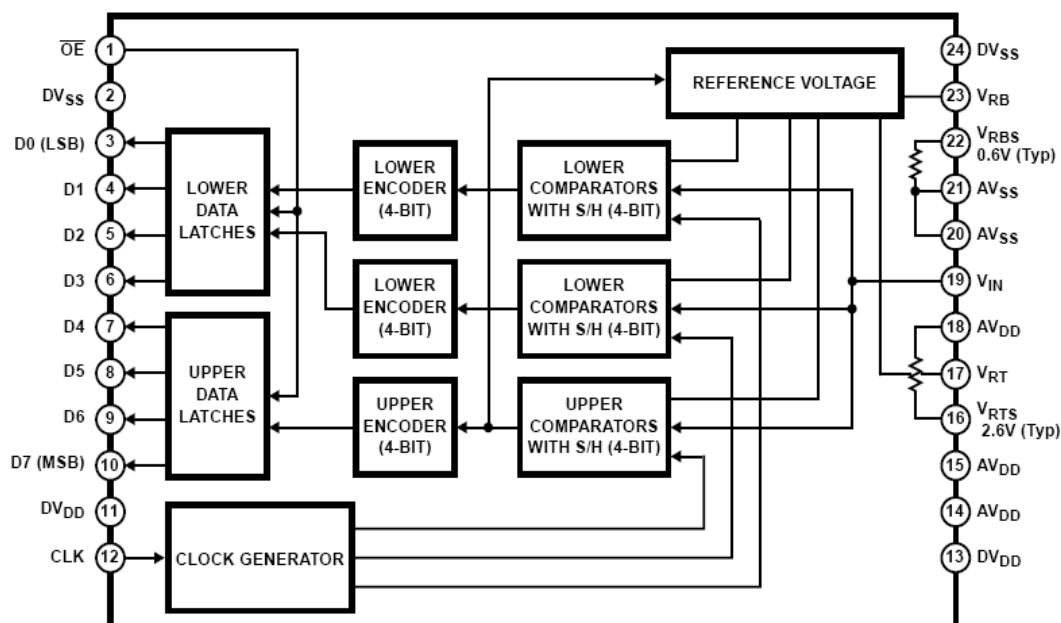 OE
1
DVSS
2
D0 (LSB)
3
D1
4
D2
5
D3
6
D4
7
D5
8
D6
9
D7 (MSB)
10
DVDD
11
CLK
12
LOWER
DATA
LATCHES
UPPER
DATA
LATCHES
CLOCK GENERATOR
LOWER
ENCODER
(4-BIT)
LOWER
ENCODER
(4-BIT)
UPPER
ENCODER
(4-BIT)
REFERENCE VOLTAGE
LOWER
COMPARATORS
WITH S/H (4-BIT)
LOWER
COMPARATORS
WITH S/H (4-BIT)
UPPER
COMPARATORS
WITH S/H (4-BIT)
24
DVSS
23
VRB
22
VRBS
0.6V (Typ)
21
AVSS
20
AVSS
19
VIN
18
AVDD
17
VRT
16
VRTS
2.6V (Typ)
15
AVDD
14
AVDD
13
DVDD